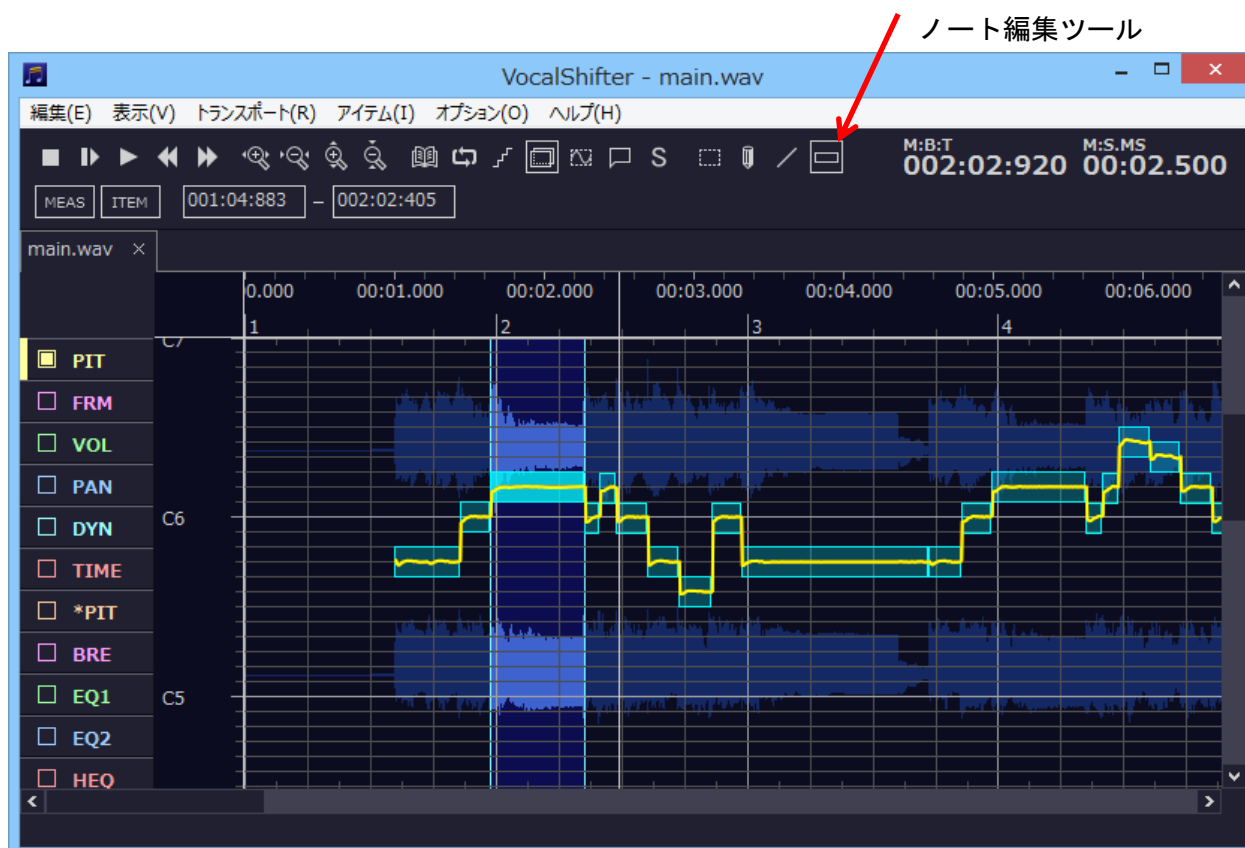 ノート編集ツール
VocalShifter - main.wav
編集(E) 表示(V) トランスポート(R) アイテム(I) オプション(O) ヘルプ(H)
S
M:B:T M:S.MS
002:02:920 00:02.500
MEAS ITEM 001:04:883 – 002:02:405
main.wav ×
0.000 00:01.000 00:02.000 00:03.000 00:04.000 00:05.000 00:06.000
1 2 3 4
C7
PIT
FRM
VOL
PAN
C6
DYN
TIME
*PIT
BRE
EQ1
C5
EQ2
HEQ